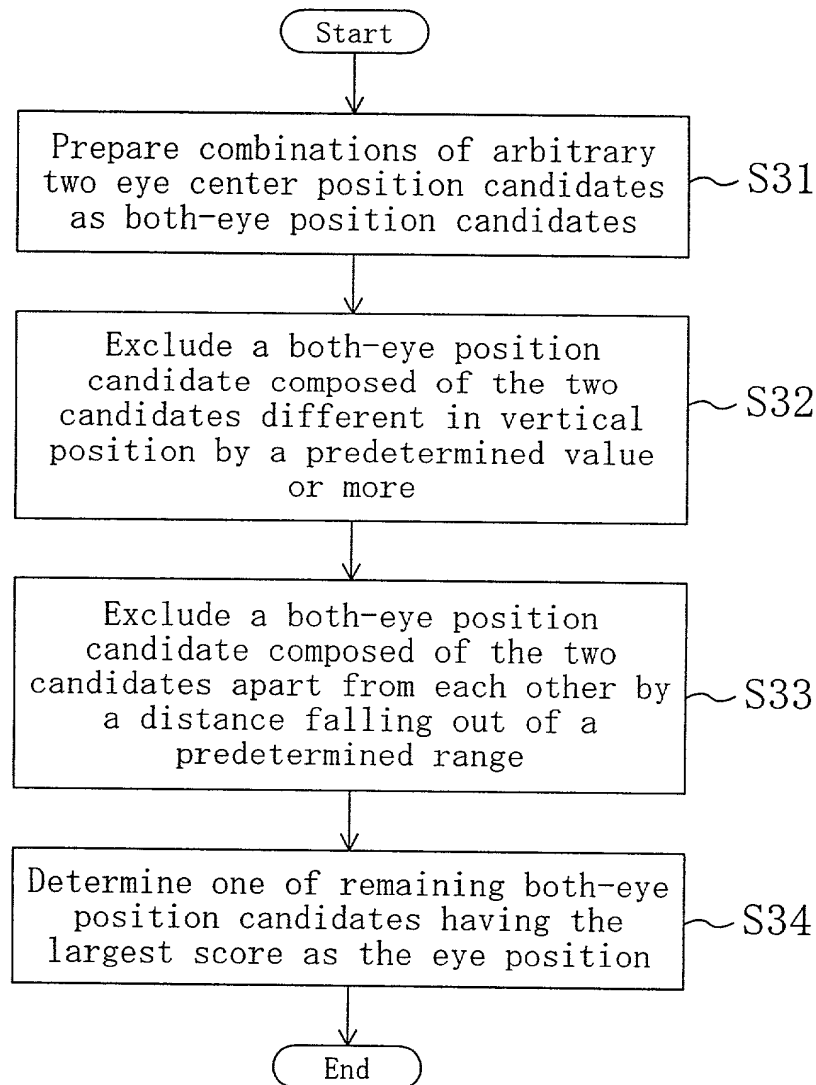 Start
Prepare combinations of arbitrary
two eye center position candidates
as both-eye position candidates
S31
Exclude a both-eye position
candidate composed of the two
candidates different in vertical
position by a predetermined value
or more
S32
Exclude a both-eye position
candidate composed of the two
candidates apart from each other by
a distance falling out of a
predetermined range
S33
Determine one of remaining both-eye
position candidates having the
largest score as the eye position
S34
End